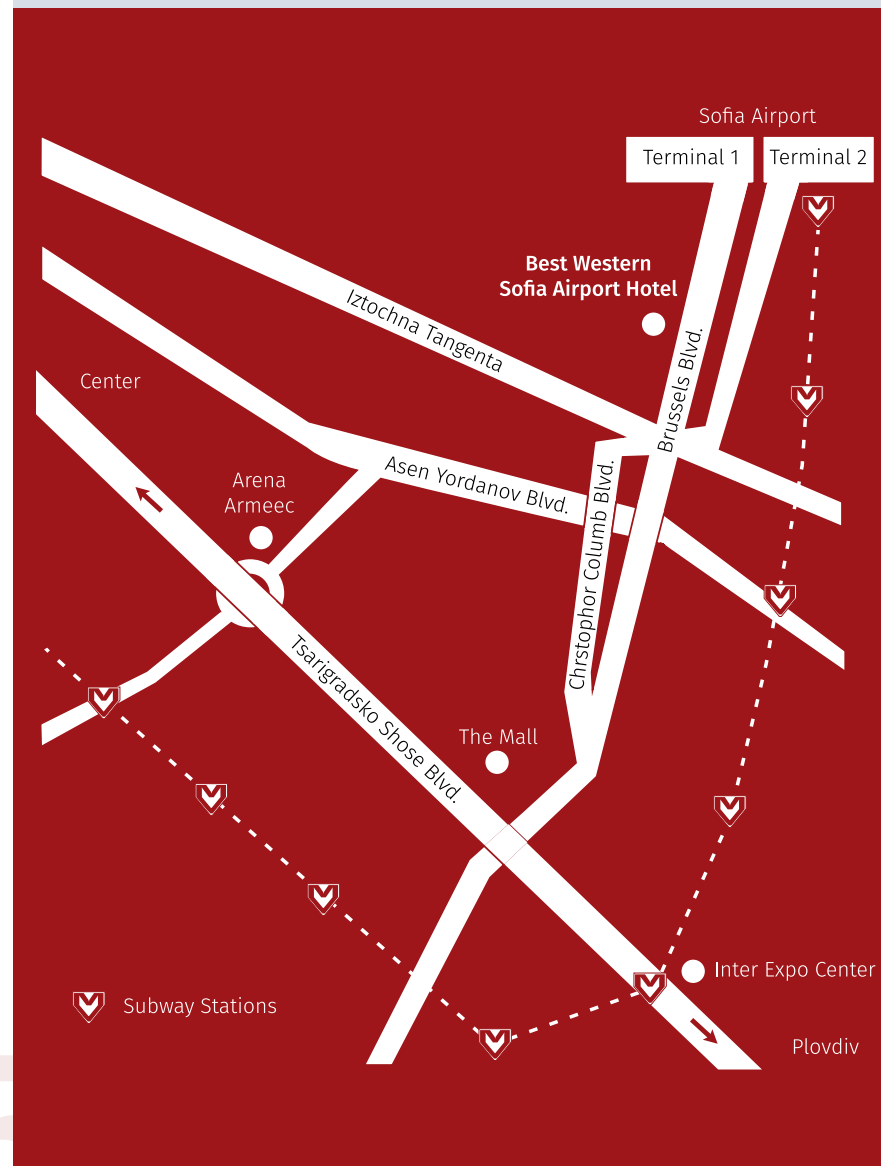 Sofia Airport
Terminal 1
Terminal 2
Best Western
Sofia Airport Hotel
Iztochna Tangenta
Brussels Blvd.
Center
Asen Yordanov Blvd.
Chrstophor Columb Blvd.
Arena
Armeec
Tsarigradsko Shose Blvd.
The Mall
Inter Expo Center
Subway Stations
Plovdiv